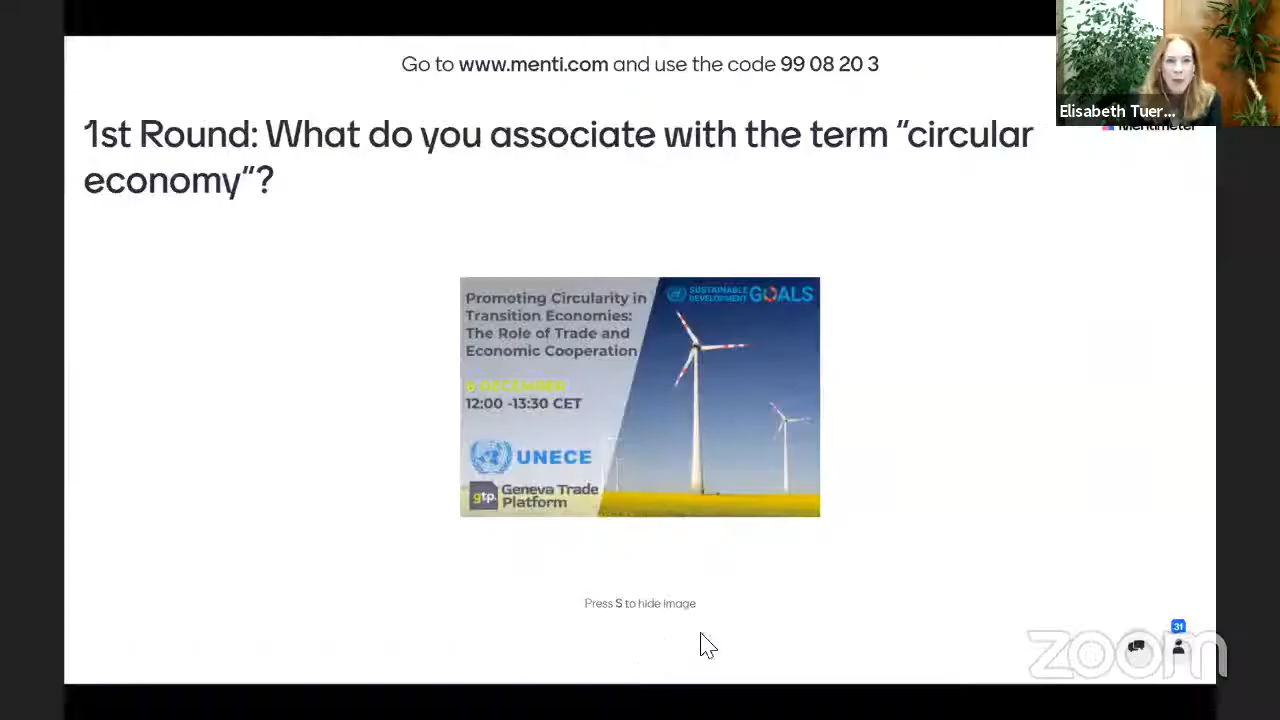 Go to www.menti.com and use the code 99 08 20 3
Elisabeth Tuer...
Mentimeter
1st Round: What do you associate with the term “circular
economy“?
Promoting Circularity in
Transition Economies:
The Role of Trade and
Economic Cooperation
6 DECEMBER
12:00 -13:30 CET
UNECE
gtp. Geneva Trade
Platform
SUSTAINABLE
DEVELOPMENT GOALS
Press S to hide image
31
zoom